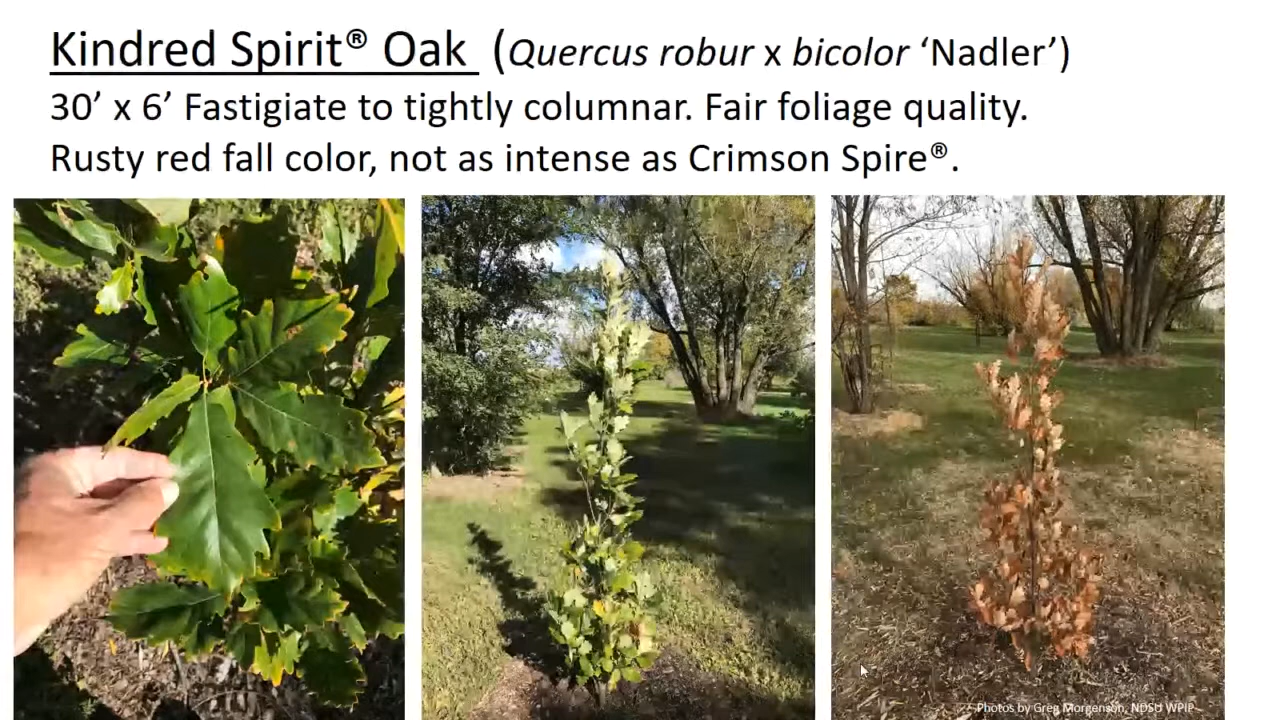 Kindred Spirit® Oak (Quercus robur x bicolor ‘Nadler’)
30’ x 6’ Fastigiate to tightly columnar. Fair foliage quality.
Rusty red fall color, not as intense as Crimson Spire®.
Photos by Greg Morgenson, NDSU WPIP